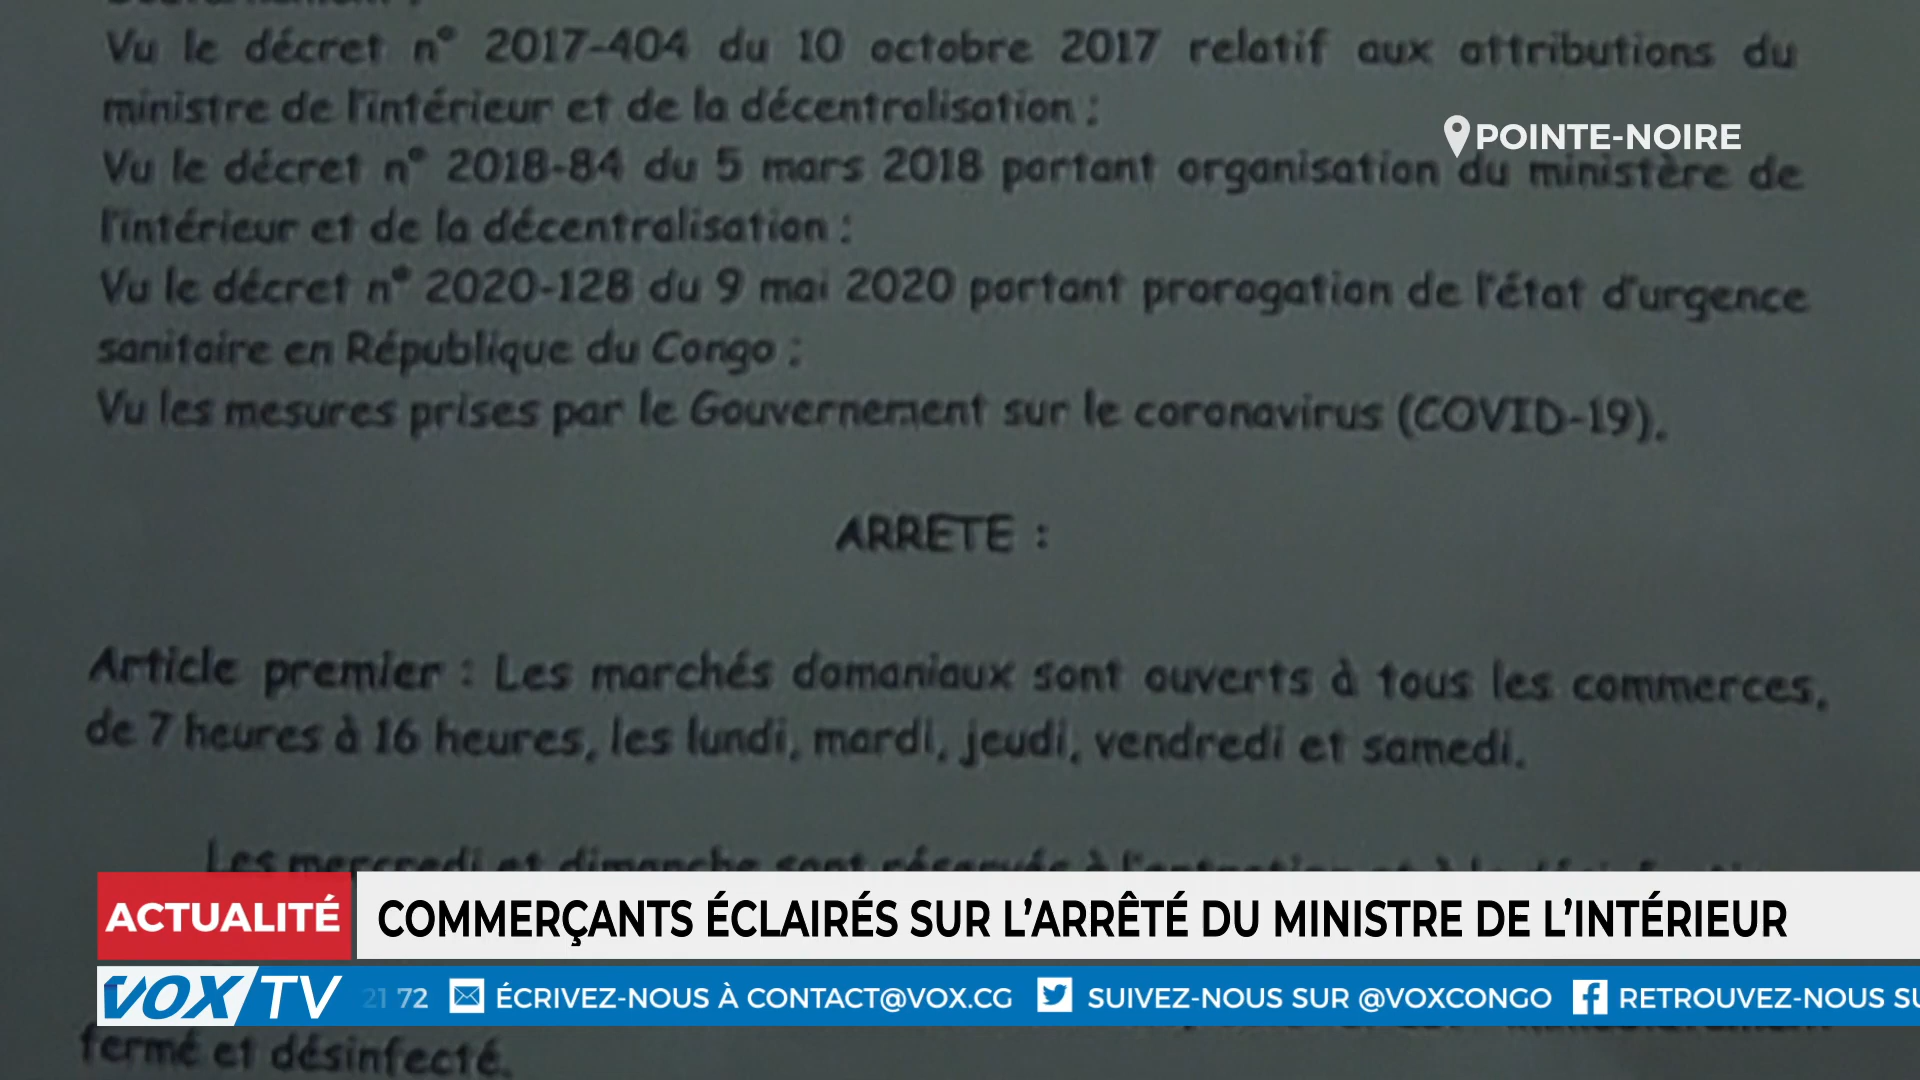 Vu le décret n° 2017-404 du 10 octobre 2017 relatif aux attributions du
ministre de l'intérieur et de la décentralisation ;
POINTE-NOIRE
Vu le décret n° 2018-84 du 5 mars 2018 portant organisation du ministère de
l'intérieur et de la décentralisation ;
Vu le décret n° 2020-128 du 9 mai 2020 portant prorogation de l'état d'urgence
sanitaire en République du Congo ;
Vu les mesures prises par le Gouvernement sur le coronavirus (COVID-19).
ARRETE :
Article premier : Les marchés domaniaux sont ouverts à tous les commerces,
de 7 heures à 16 heures, les lundi, mardi, jeudi, vendredi et samedi.
Les mercredi et dimanche sont réservés à l'entretien et à la
ACTUALITÉ
COMMERÇANTS ÉCLAIRÉS SUR L'ARRÊTÉ DU MINISTRE DE L'INTÉRIEUR
VOX TV
21 72 ÉCRIVEZ-NOUS À CONTACT@VOX.CG SUIVEZ-NOUS SUR @VOXCONGO RETROUVEZ-NOUS SU
fermé et désinfecté.